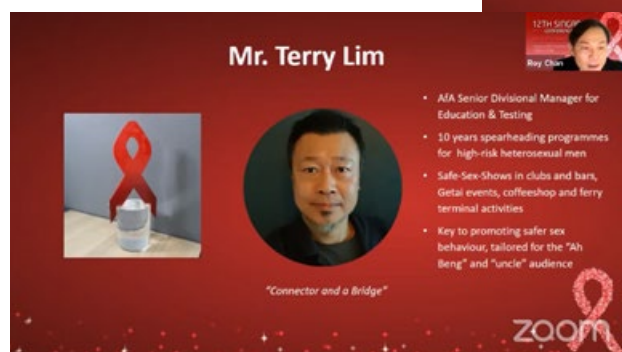 12TH SINGAP
Roy Chan
Mr. Terry Lim
• AfA Senior Divisional Manager for
Education & Testing
• 10 years spearheading programmes
for high-risk heterosexual men
• Safe-Sex-Shows in clubs and bars,
Getai events, coffeeshop and ferry
terminal activities
• Key to promoting safer sex
behaviour, tailored for the "Ah
Beng" and "uncle" audience
"Connector and a Bridge"
zoom